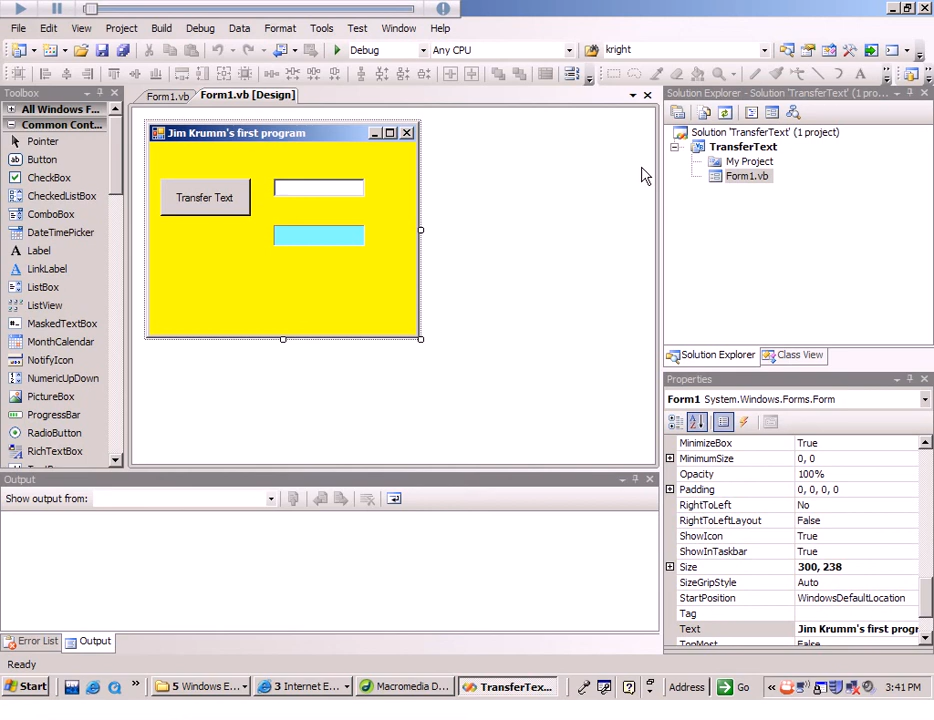 File Edit View Project Build Debug Data Format Tools Test Window Help
Debug Any CPU kright
Toolbox
All Windows F...
Common Cont...
Pointer
Button
CheckBox
CheckedListBox
ComboBox
DateTimePicker
Label
LinkLabel
ListBox
ListView
MaskedTextBox
MonthCalendar
NotifyIcon
NumericUpDown
PictureBox
ProgressBar
RadioButton
RichTextBox
Form1.vb Form1.vb [Design]
Jim Krumm's first program
Transfer Text
Solution Explorer - Solution 'TransferText' (1 pro...
Solution 'TransferText' (1 project)
TransferText
My Project
Form1.vb
Solution Explorer Class View
Properties
Form1 System.Windows.Forms.Form
MinimizeBox True
MinimumSize 0, 0
Opacity 100%
Padding 0, 0, 0, 0
RightToLeft No
RightToLeftLayout False
ShowIcon True
ShowInTaskbar True
Size 300, 238
SizeGripStyle Auto
StartPosition WindowsDefaultLocation
Tag
Text Jim Krumm's first progr
Output
Show output from:
Error List Output
Ready
Start 5 Windows E... 3 Internet E... Macromedia D... TransferTex... Address Go « 3:41 PM